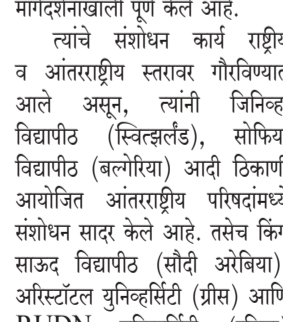 मार्गदर्शनाखाली पूर्ण केले आहे.
त्यांचे संशोधन कार्य राष्ट्रीय
व आंतरराष्ट्रीय स्तरावर गौरविण्यात
आले असून, त्यांनी जिनिव्हा
विद्यापीठ (स्वित्झर्लंड), सोफिया
विद्यापीठ (बल्गेरिया) आदी ठिकाणी
आयोजित आंतरराष्ट्रीय परिषदांमध्ये
संशोधन सादर केले आहे. तसेच किंग
साऊद विद्यापीठ (सौदी अरेबिया)
अरिस्टॉटल युनिव्हर्सिटी (ग्रीस) आणि
RUDN